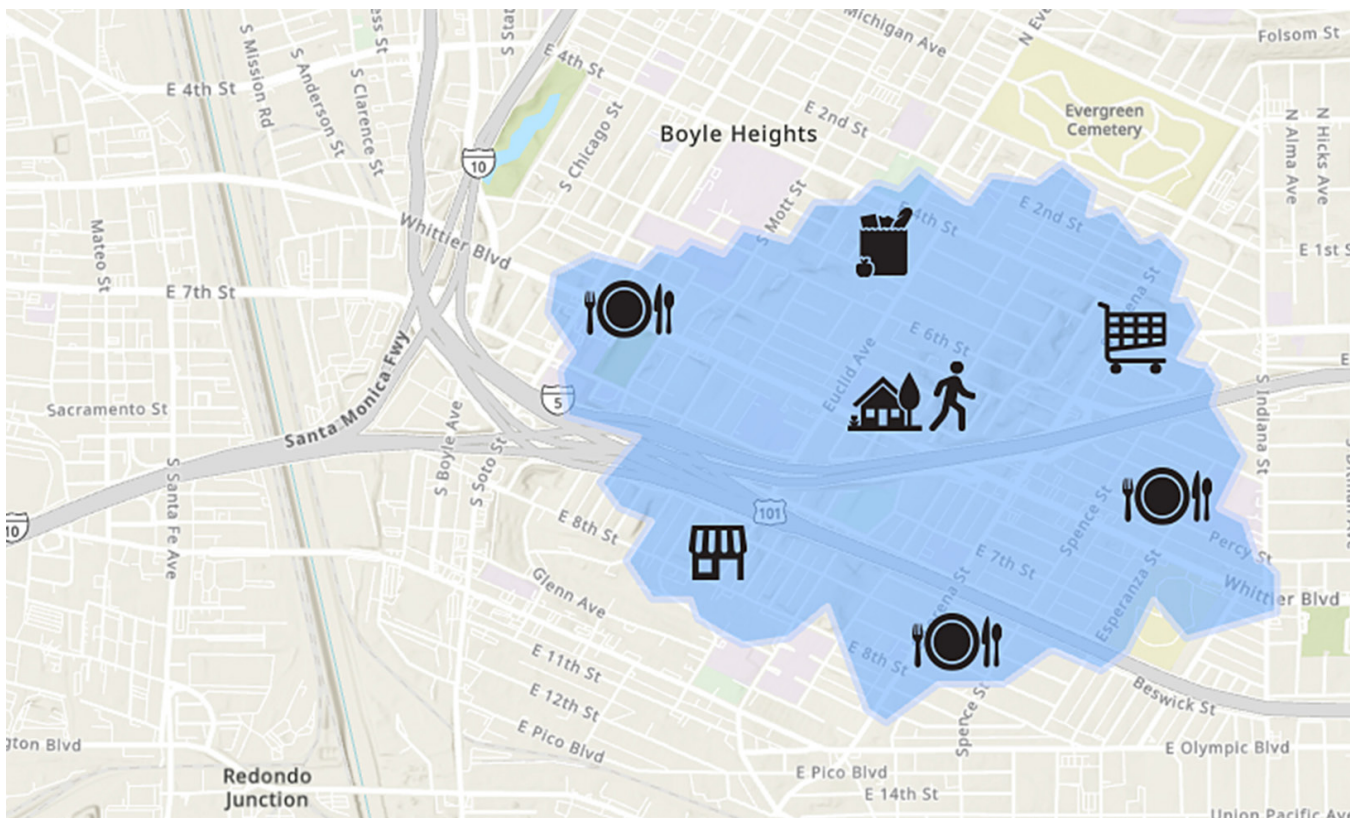 Michigan Ave
Folsom St
S Mission Rd
S Anderson St
S Clarence St
E 4th St
E 4th St
10
S Chicago St
Boyle Heights
E 2nd St
Evergreen
Cemetery
N Alma Ave
N Hicks Ave
Whittier Blvd
S Mott St
4th St
E 2nd St
E 1st S
Mateo St
E 7th St
E 6th St
Euclid Ave
Santa Monica Fwy
5
Sacramento St
S Boyle Ave
S Soto St
S Indiana St
S Santa Fe Ave
10
101
E 8th St
Spence St
Percy St
E 7th St
Whittier Blvd
Glenn Ave
Esperanza St
E 8th St
E 11th St
E 12th St
Spence St
Beswick St
E Pico Blvd
gton Blvd
E Olympic Blvd
Redondo
Junction
E Pico Blvd
E 14th St
Union Pacific Ave